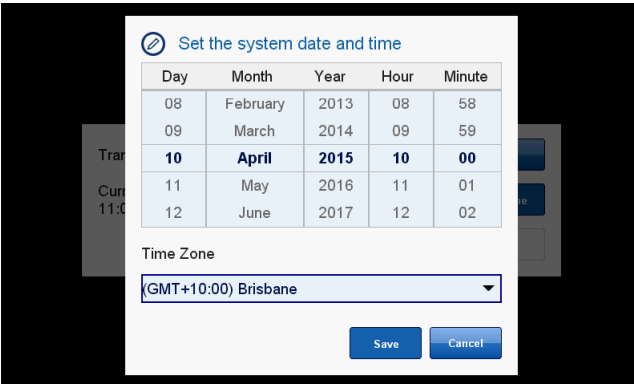 Set the system date and time
Day Month Year Hour Minute
08 February 2013 08 58
09 March 2014 09 59
10 April 2015 10 00
11 May 2016 11 01
12 June 2017 12 02
Time Zone
(GMT+10:00) Brisbane
Save Cancel